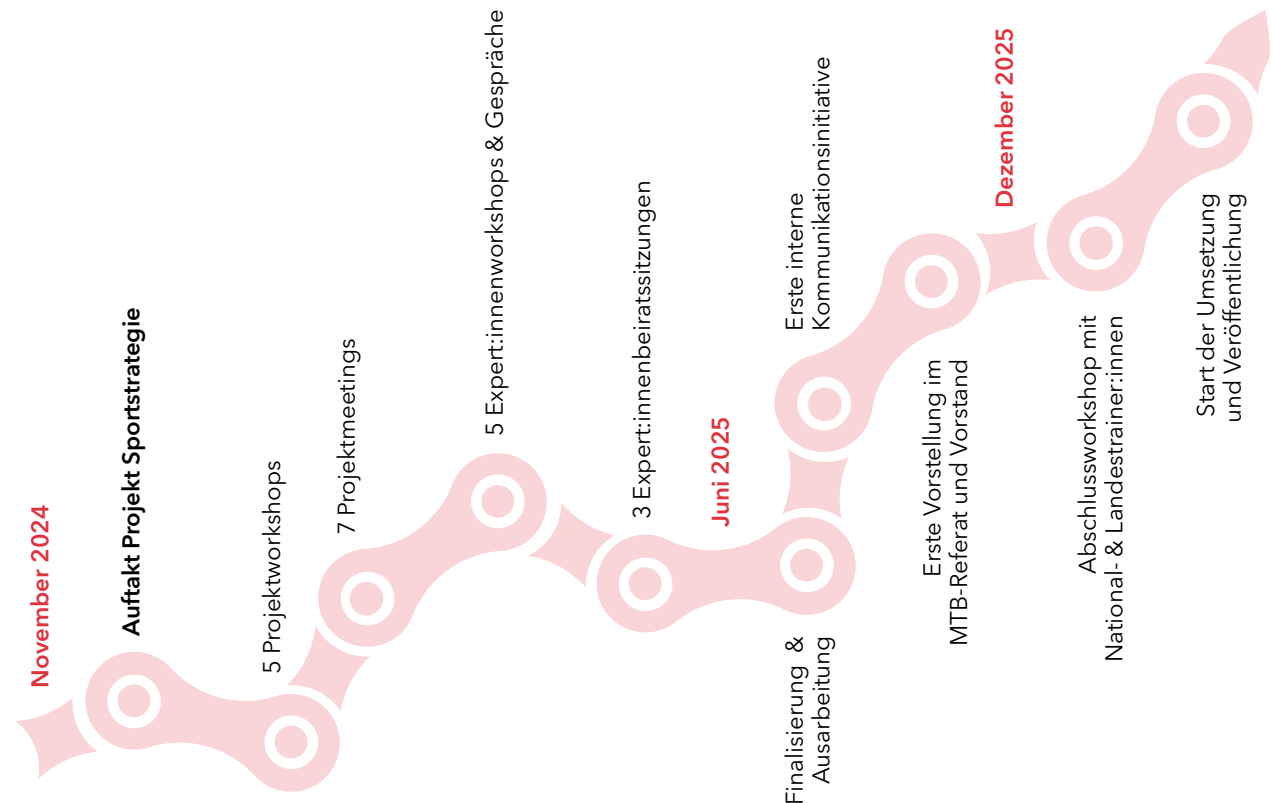 November 2024
Auftakt Projekt Sportstrategie
5 Projektworkshops
7 Projektmeetings
5 Expert:innenworkshops & Gespräche
3 Expert:innenbeiratssitzungen
Juni 2025
Finalisierung &
Ausarbeitung
Erste interne
Kommunikationsinitiative
Erste Vorstellung im
MTB-Referat und Vorstand
Dezember 2025
Abschlussworkshop mit
National- & Landestrainer:innen
Start der Umsetzung
und Veröffentlichung